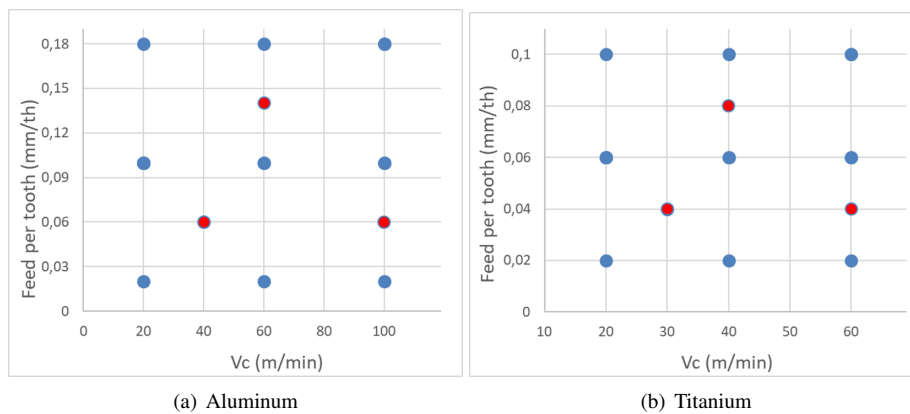 0,18
0,15
0,12
0,09
0,06
0,03
0
Feed per tooth (mm/th)
0 20 40 60 80 100
Vc (m/min)
(a) Aluminum
0,1
0,08
0,06
0,04
0,02
0
Feed per tooth (mm/th)
10 20 30 40 50 60
Vc (m/min)
(b) Titanium